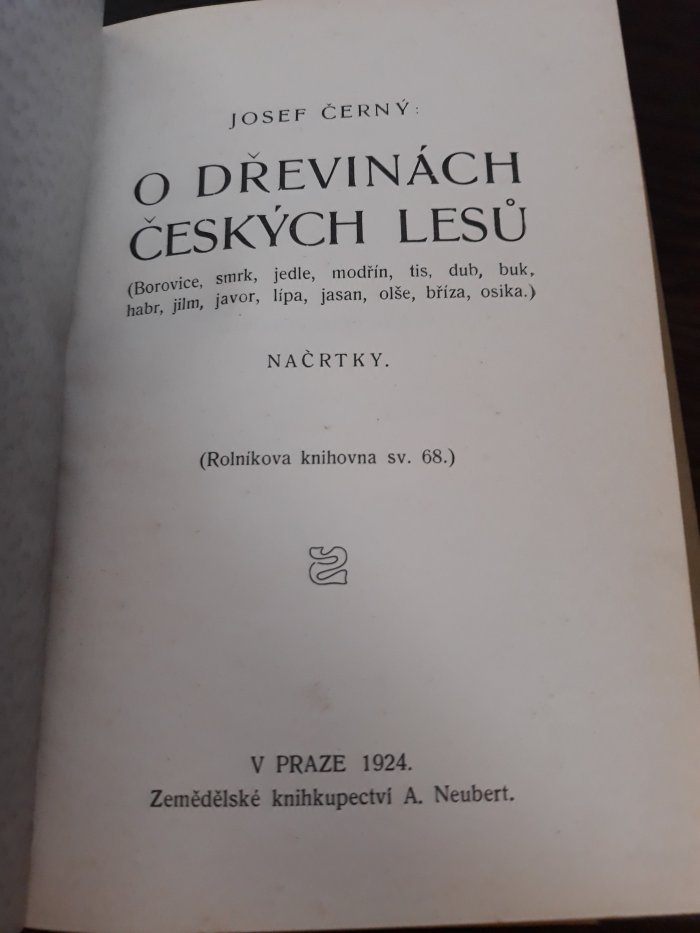 JOSEF ČERNÝ:
O DŘEVINÁCH
ČESKÝCH LESŮ
(Borovice, smrk, jedle, modřín, tis, dub, buk,
habr, jilm, javor, lípa, jasan, olše, bříza, osika.)
NAČRTKY.
(Rolníkova knihovna sv. 68.)
V PRAZE 1924.
Zemědělské knihkupectví A. Neubert.